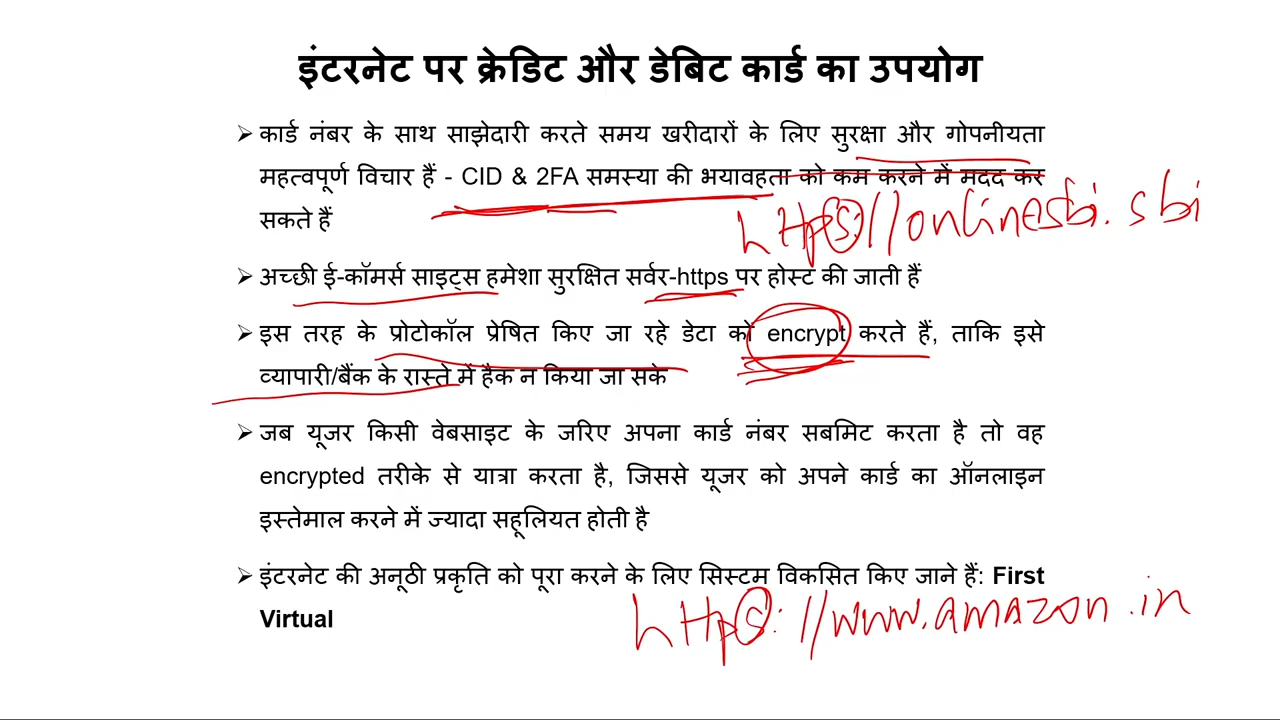 इंटरनेट पर क्रेडिट और डेबिट कार्ड का उपयोग
➢ कार्ड नंबर के साथ साझेदारी करते समय खरीदारों के लिए सुरक्षा और गोपनीयता
महत्वपूर्ण विचार हैं - CID & 2FA समस्या की भयावहता को कम करने में मदद कर
सकते हैं
https://onlinesbi.sbi
➢ अच्छी ई-कॉमर्स साइट्स हमेशा सुरक्षित सर्वर-https पर होस्ट की जाती हैं
➢ इस तरह के प्रोटोकॉल प्रेषित किए जा रहे डेटा को encrypt करते हैं, ताकि इसे
व्यापारी/बैंक के रास्ते में हैक न किया जा सके
➢ जब यूजर किसी वेबसाइट के जरिए अपना कार्ड नंबर सबमिट करता है तो वह
encrypted तरीके से यात्रा करता है, जिससे यूजर को अपने कार्ड का ऑनलाइन
इस्तेमाल करने में ज्यादा सहूलियत होती है
➢ इंटरनेट की अनूठी प्रकृति को पूरा करने के लिए सिस्टम विकसित किए जाने हैं: First
Virtual
https://www.amazon.in